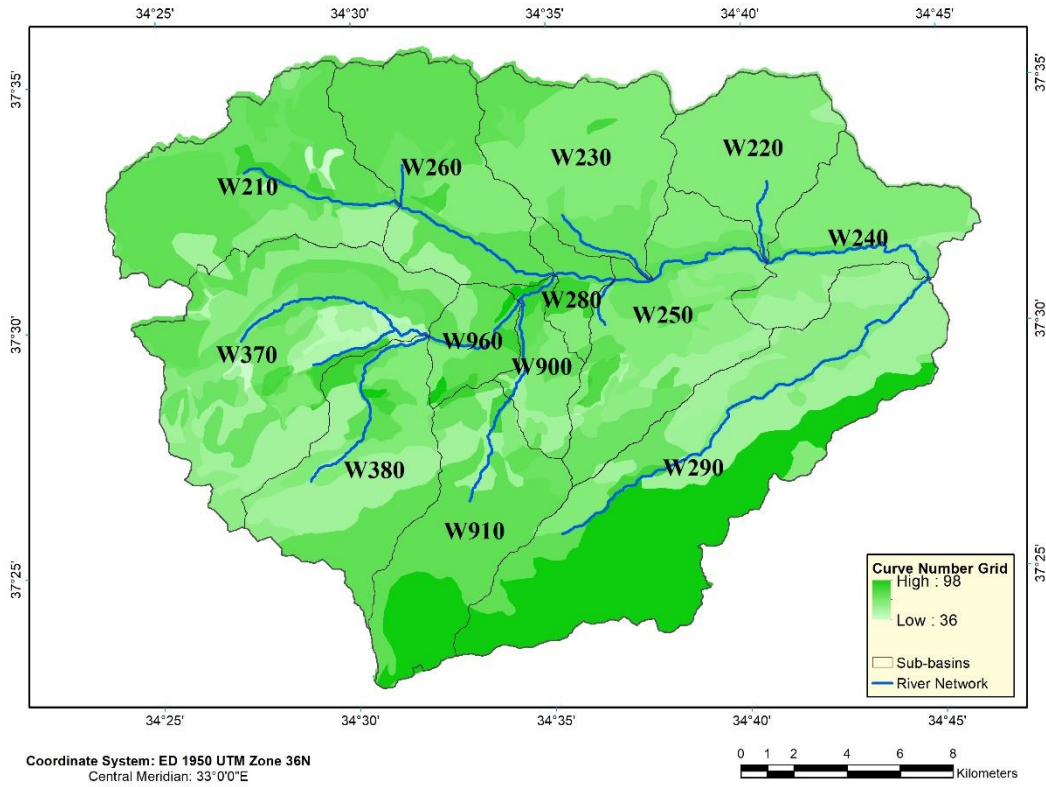 34°25' 34°30' 34°35' 34°40' 34°45'
37°35' 37°35'
W220
W230
W260
W210
W240
W280
W250
37°30' 37°30'
W960
W370
W900
W290
W380
W910
37°25' 37°25'
Curve Number Grid
High : 98
Low : 36
Sub-basins
River Network
34°25' 34°30' 34°35' 34°40' 34°45'
Coordinate System: ED 1950 UTM Zone 36N
Central Meridian: 33°0'0"E
0 1 2 4 6 8
Kilometers